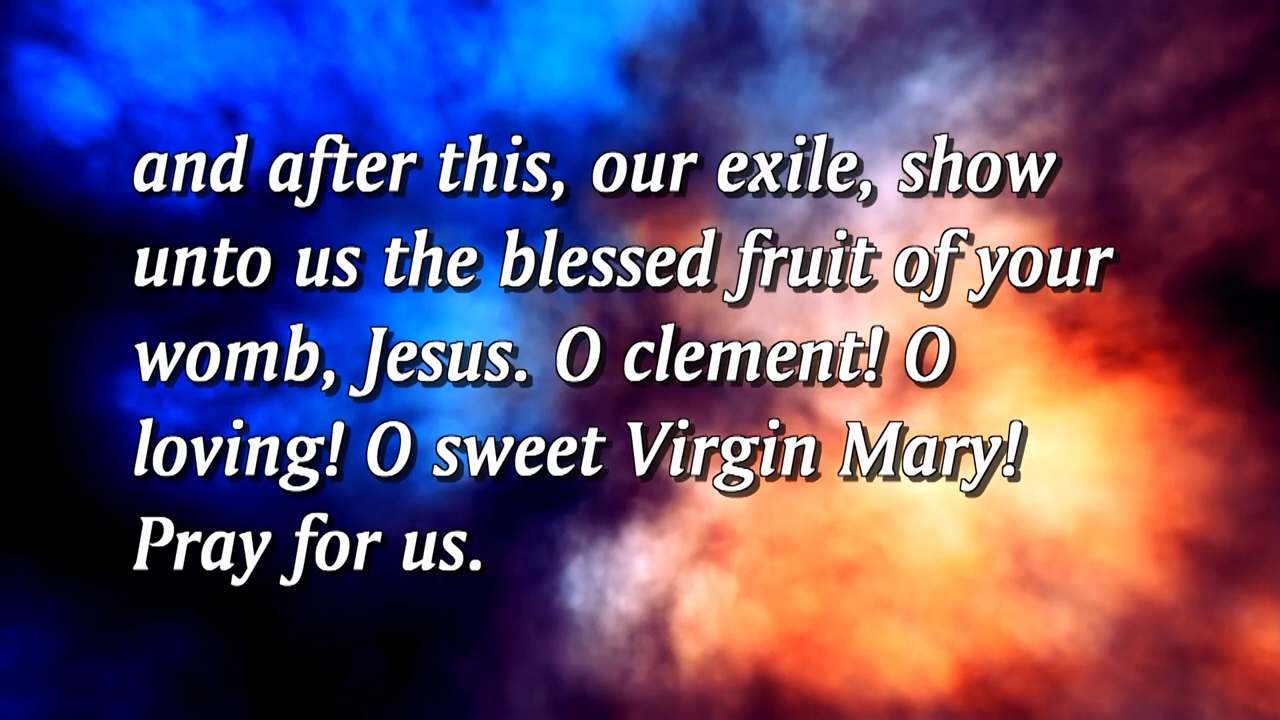 and after this, our exile, show
unto us the blessed fruit of your
womb, Jesus. O clement! O
loving! O sweet Virgin Mary!
Pray for us.